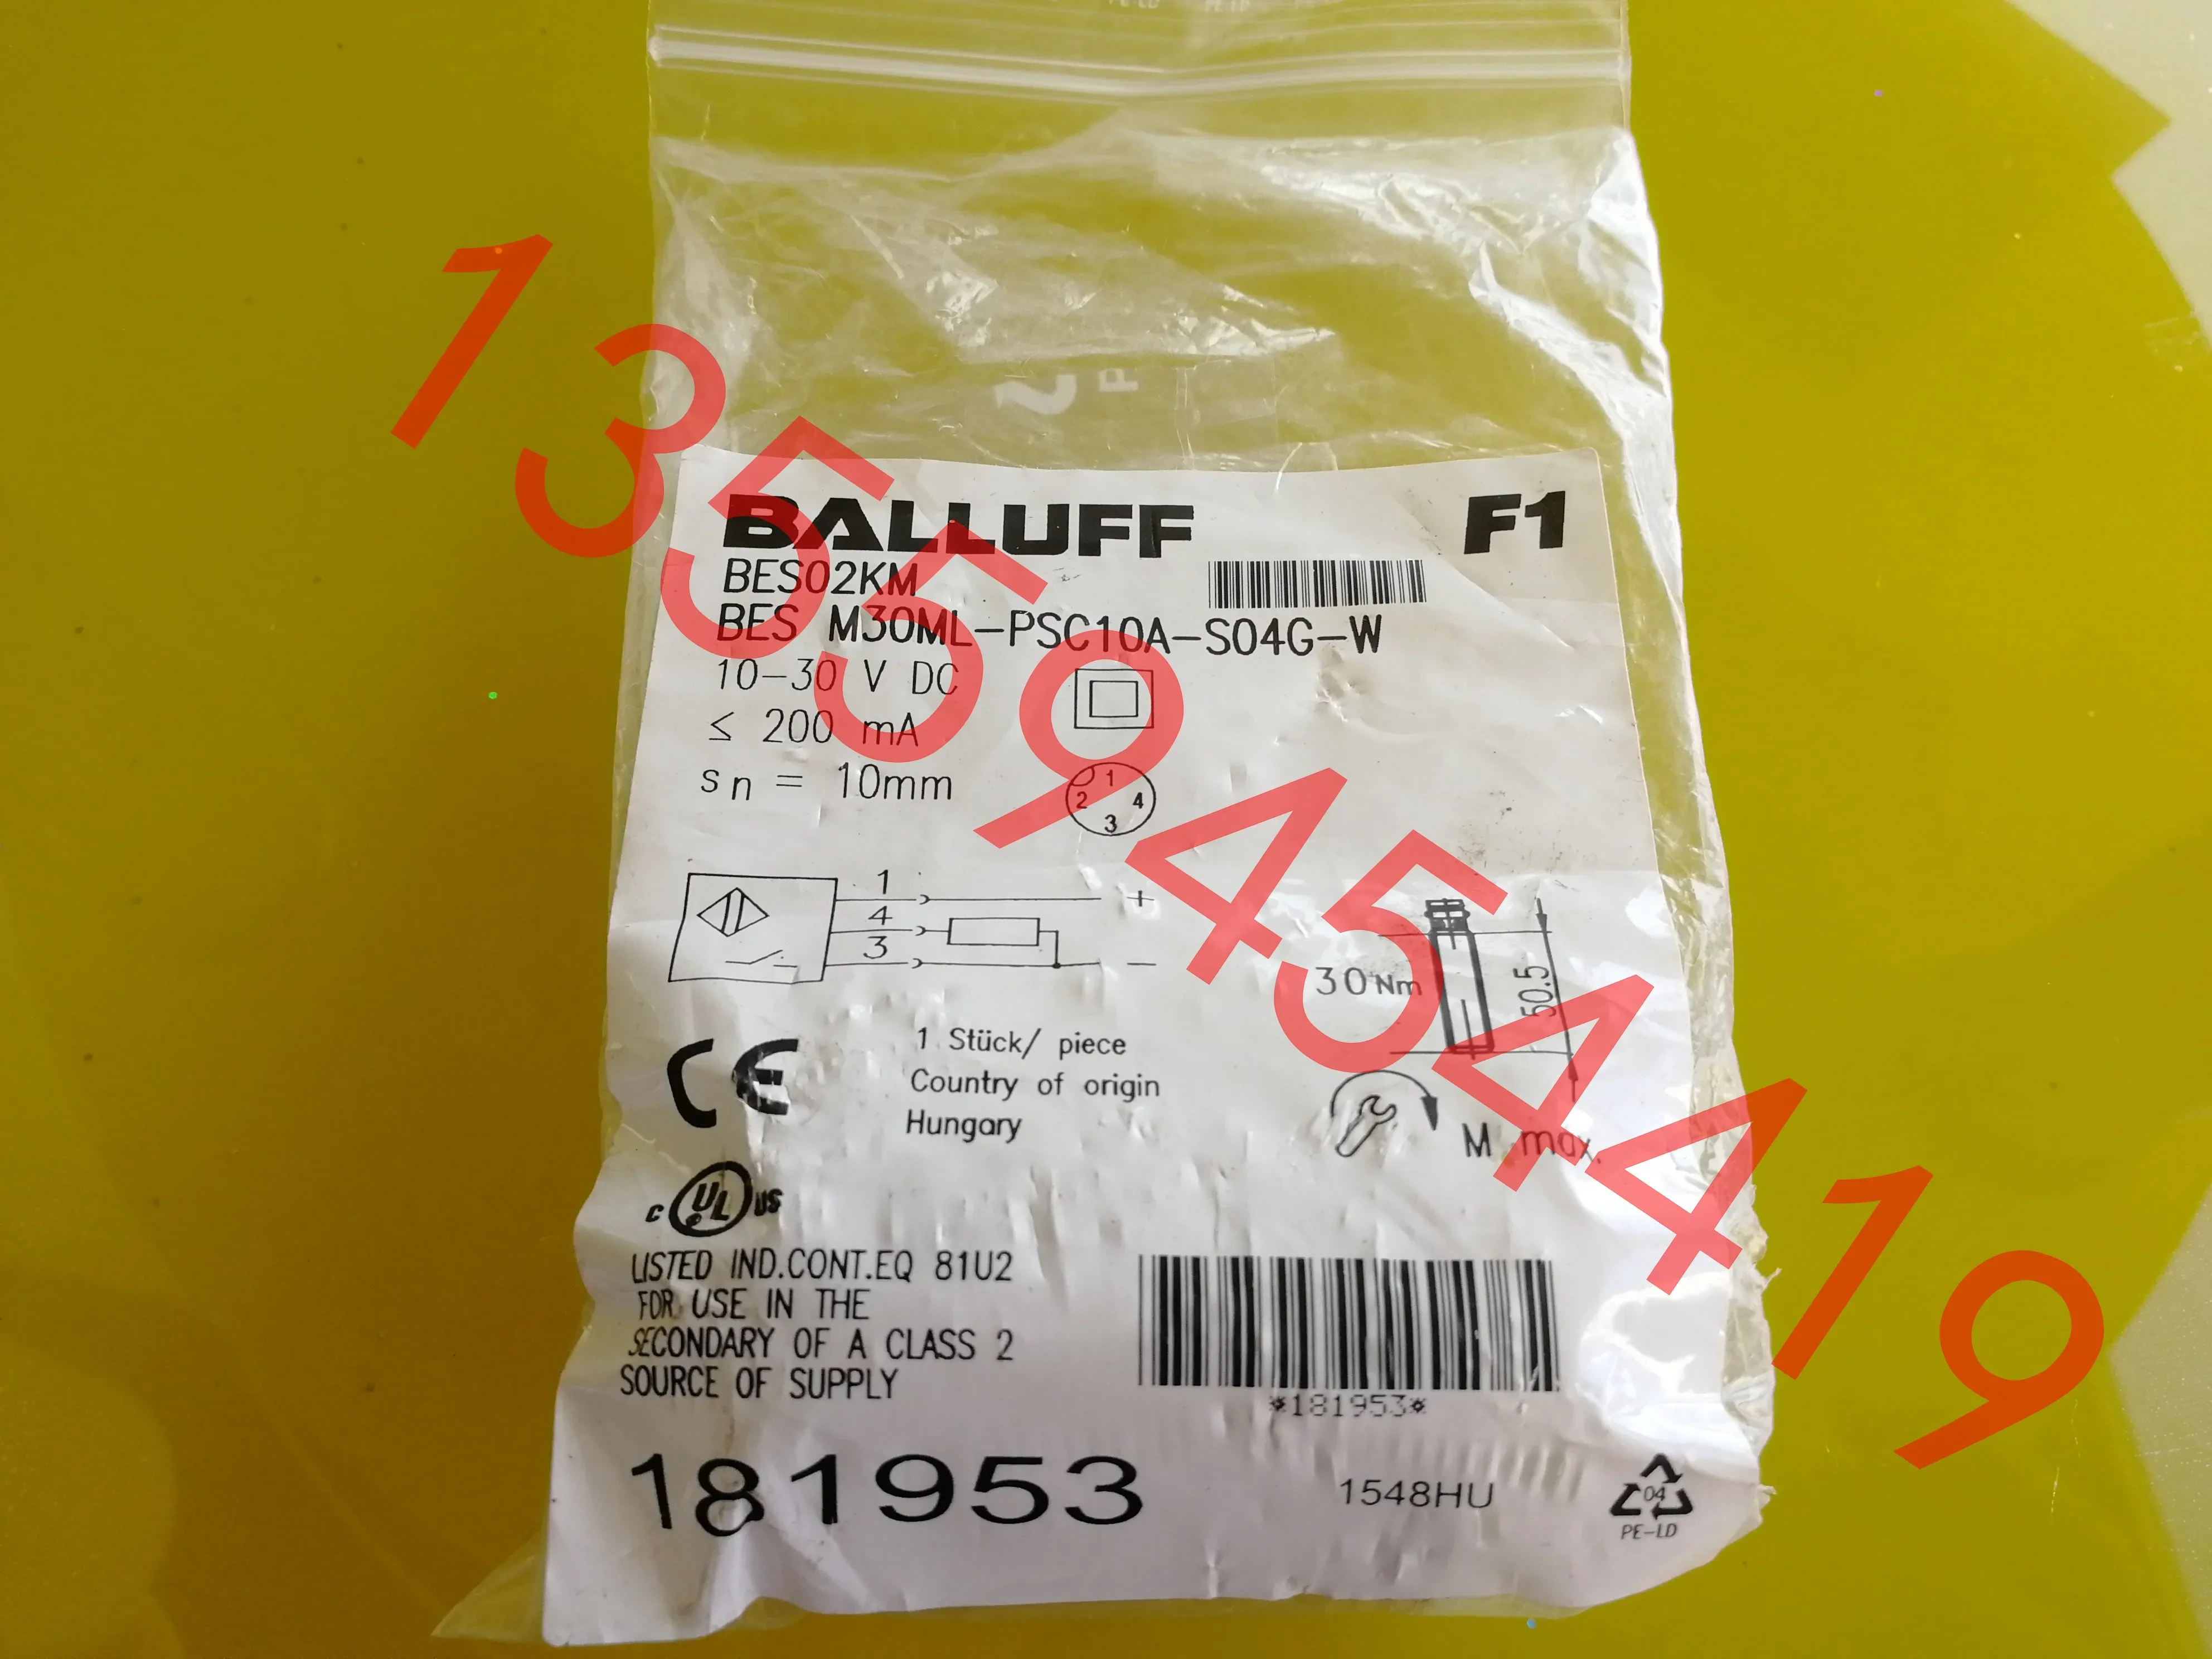 BALLUFF F1
BES02KM
BES M30ML-PSC10A-S04G-W
10-30 V DC
≤ 200 mA
sn = 10mm
1
2 4
3
1 +
4
3 −
30 Nm
50.5
M max.
CE
1 Stück/ piece
Country of origin
Hungary
C UL US
LISTED IND.CONT.EQ 81U2
FOR USE IN THE
SECONDARY OF A CLASS 2
SOURCE OF SUPPLY
*181953*
181953
1548HU
04
PE-LD
13559454419